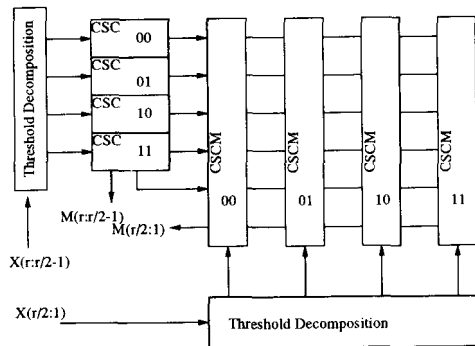 Threshold Decomposition
CSC 00
CSC 01
CSC 10
CSC 11
CSCM 00
CSCM 01
CSCM 10
CSCM 11
M(r:r/2-1)
M(r/2:1)
X(r:r/2-1)
X(r/2:1)
Threshold Decomposition